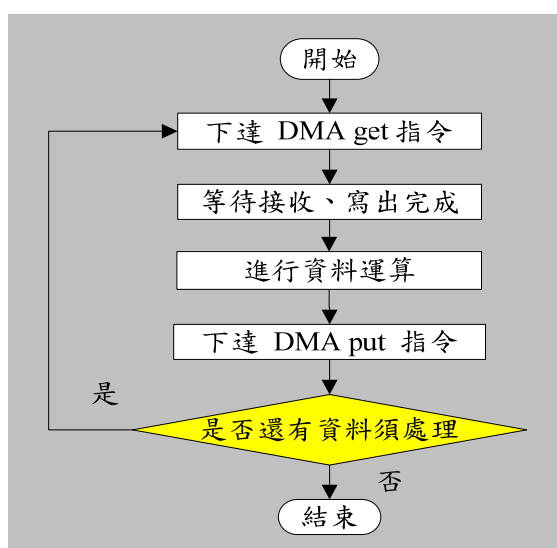 開始
下達 DMA get 指令
等待接收、寫出完成
進行資料運算
下達 DMA put 指令
是
是否還有資料須處理
否
結束